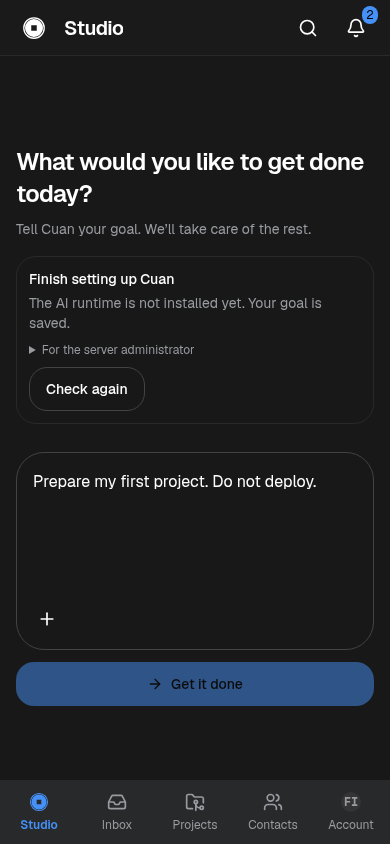 Studio
2
What would you like to get done
today?
Tell Cuan your goal. We’ll take care of the rest.
Finish setting up Cuan
The AI runtime is not installed yet. Your goal is
saved.
For the server administrator
Check again
Prepare my first project. Do not deploy.
Get it done
Studio
Inbox
Projects
Contacts
FI
Account